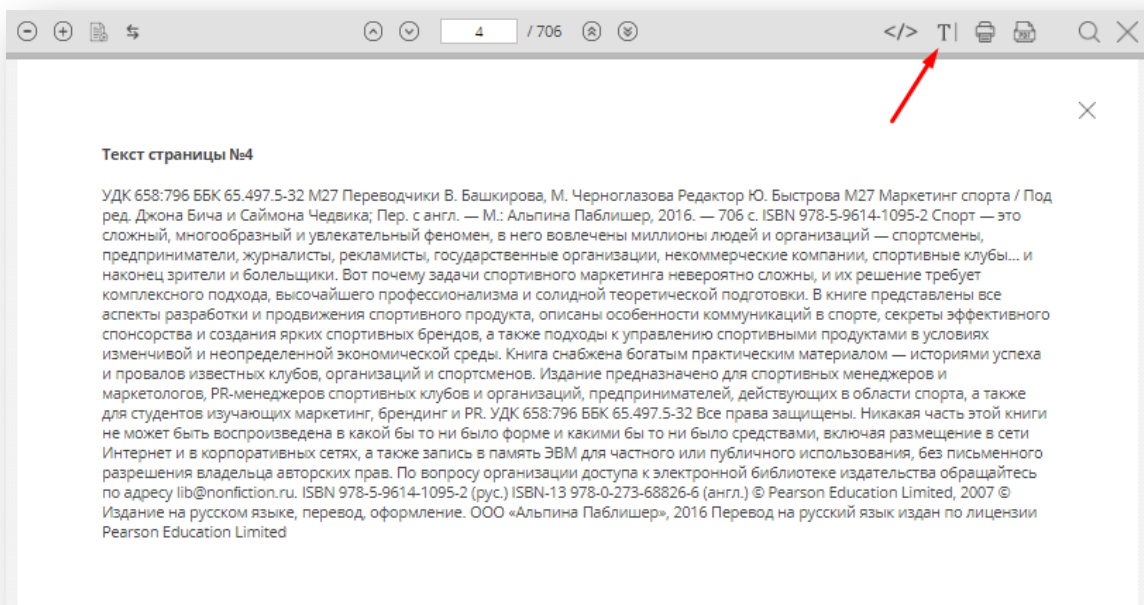 4 / 706 </> T| PDF
Текст страницы №4
УДК 658:796 ББК 65.497.5-32 М27 Переводчики В. Башкирова, М. Черноглазова Редактор Ю. Быстрова М27 Маркетинг спорта / Под
ред. Джона Бича и Саймона Чедвика; Пер. с англ. — М.: Альпина Паблишер, 2016. — 706 с. ISBN 978-5-9614-1095-2 Спорт — это
сложный, многообразный и увлекательный феномен, в него вовлечены миллионы людей и организаций — спортсмены,
предприниматели, журналисты, рекламисты, государственные организации, некоммерческие компании, спортивные клубы... и
наконец зрители и болельщики. Вот почему задачи спортивного маркетинга невероятно сложны, и их решение требует
комплексного подхода, высочайшего профессионализма и солидной теоретической подготовки. В книге представлены все
аспекты разработки и продвижения спортивного продукта, описаны особенности коммуникаций в спорте, секреты эффективного
спонсорства и создания ярких спортивных брендов, а также подходы к управлению спортивными продуктами в условиях
изменчивой и неопределенной экономической среды. Книга снабжена богатым практическим материалом — историями успеха
и провалов известных клубов, организаций и спортсменов. Издание предназначено для спортивных менеджеров и
маркетологов, PR-менеджеров спортивных клубов и организаций, предпринимателей, действующих в области спорта, а также
для студентов изучающих маркетинг, брендинг и PR. УДК 658:796 ББК 65.497.5-32 Все права защищены. Никакая часть этой книги
не может быть воспроизведена в какой бы то ни было форме и какими бы то ни было средствами, включая размещение в сети
Интернет и в корпоративных сетях, а также запись в память ЭВМ для частного или публичного использования, без письменного
разрешения владельца авторских прав. По вопросу организации доступа к электронной библиотеке издательства обращайтесь
по адресу lib@nonfiction.ru. ISBN 978-5-9614-1095-2 (рус.) ISBN-13 978-0-273-68826-6 (англ.) © Pearson Education Limited, 2007 ©
Издание на русском языке, перевод, оформление. ООО «Альпина Паблишер», 2016 Перевод на русский язык издан по лицензии
Pearson Education Limited